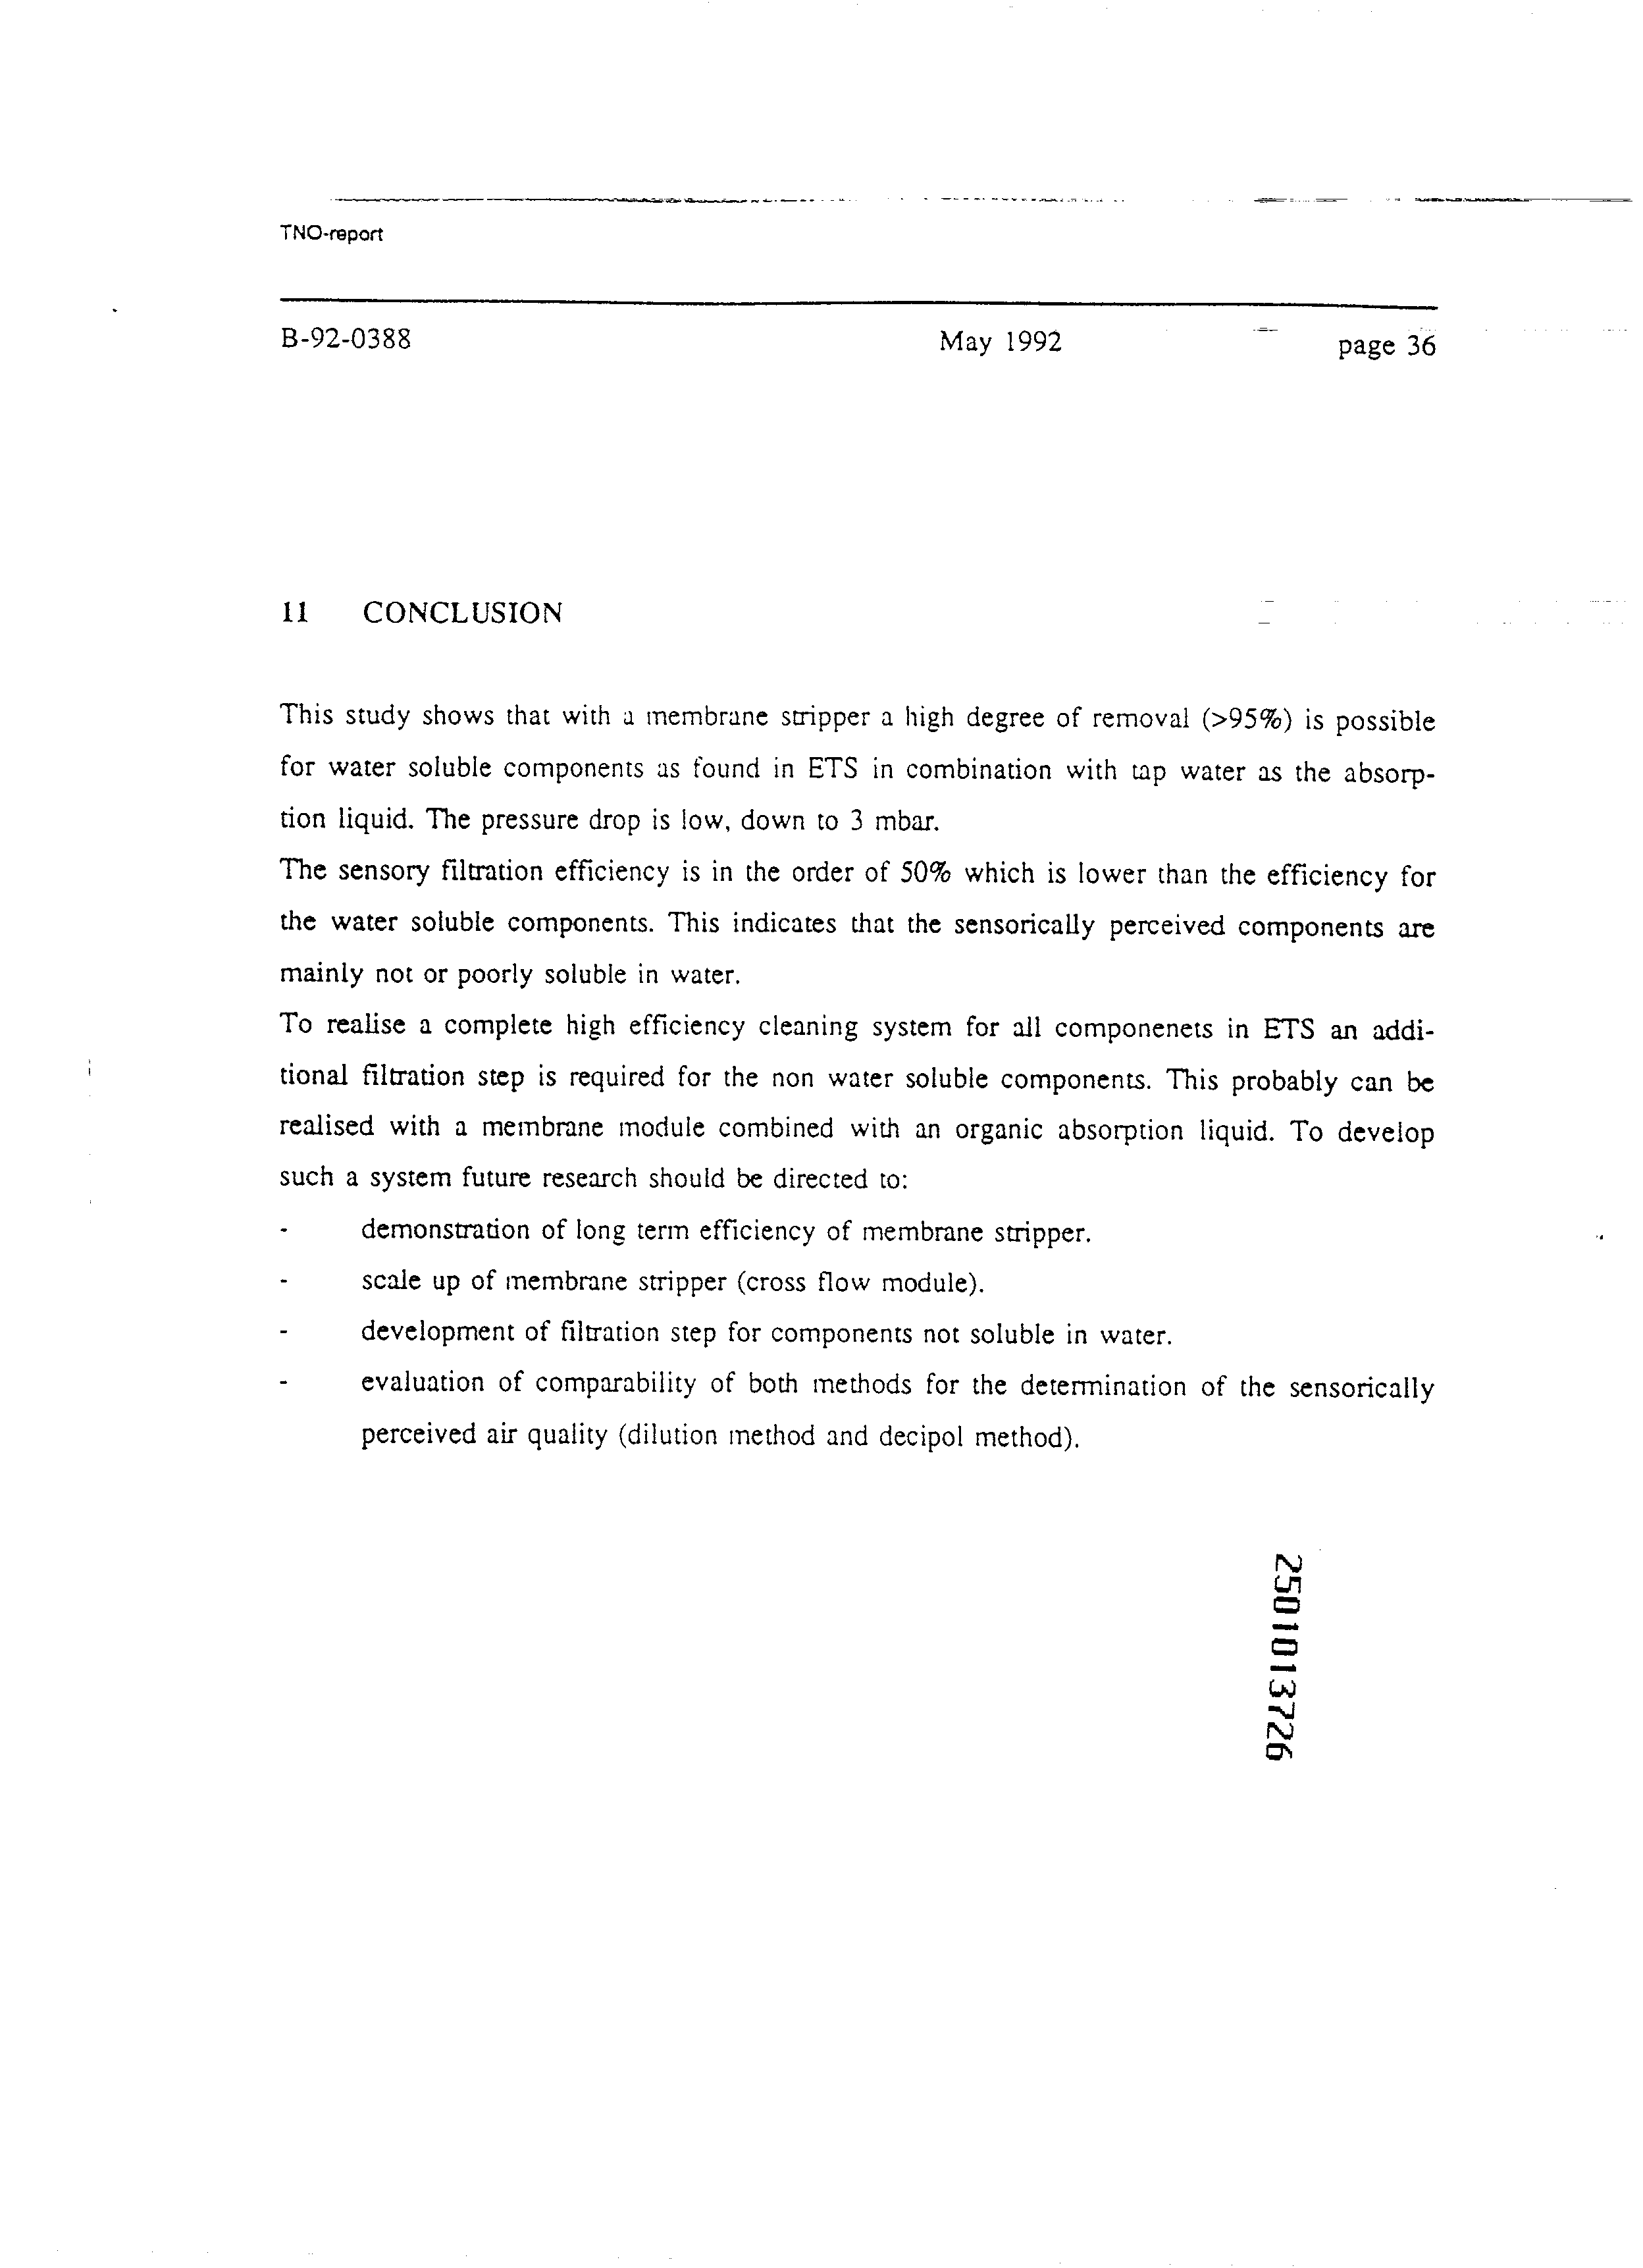 TNO-report
B-92-0388 May 1992 page 36
11 CONCLUSION
This study shows that with a membrane stripper a high degree of removal (>95%) is possible
for water soluble components as found in ETS in combination with tap water as the absorp-
tion liquid. The pressure drop is low, down to 3 mbar.
The sensory filtration efficiency is in the order of 50% which is lower than the efficiency for
the water soluble components. This indicates that the sensorically perceived components are
mainly not or poorly soluble in water.
To realise a complete high efficiency cleaning system for all componenets in ETS an addi-
tional filtration step is required for the non water soluble components. This probably can be
realised with a membrane module combined with an organic absorption liquid. To develop
such a system future research should be directed to:
- demonstration of long term efficiency of membrane stripper.
- scale up of membrane stripper (cross flow module).
- development of filtration step for components not soluble in water.
- evaluation of comparability of both methods for the determination of the sensorically
perceived air quality (dilution method and decipol method).
2501013726